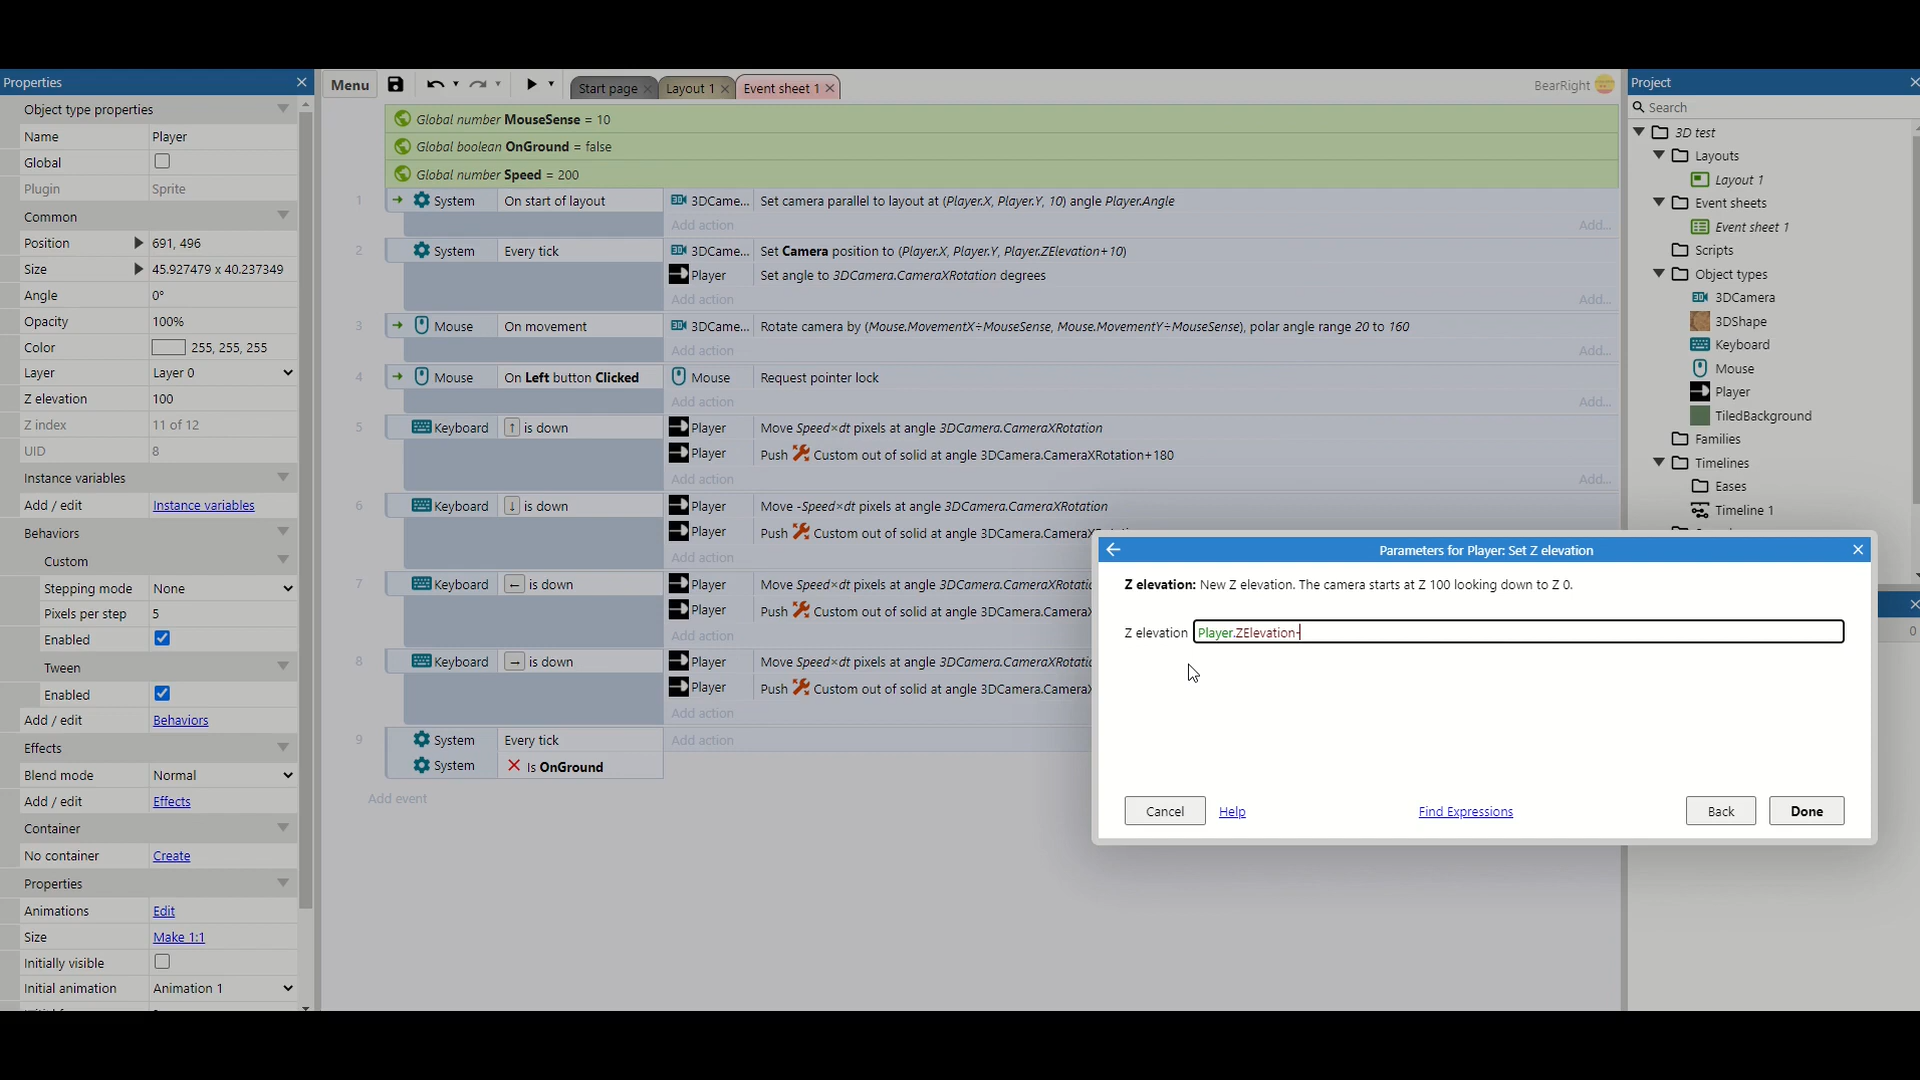 Properties
Object type properties
Name Player
Global
Plugin Sprite
Common
Position 691, 496
Size 45.927479 x 40.237349
Angle 0°
Opacity 100%
Color 255, 255, 255
Layer Layer 0
Z elevation 100
Z index 11 of 12
UID 8
Instance variables
Add / edit Instance variables
Behaviors
Custom
Stepping mode None
Pixels per step 5
Enabled
Tween
Enabled
Add / edit Behaviors
Effects
Blend mode Normal
Add / edit Effects
Container
No container Create
Properties
Animations Edit
Size Make 1:1
Initially visible
Initial animation Animation 1
Menu
Start page
Layout 1
Event sheet 1
BearRight
Global number MouseSense = 10
Global boolean OnGround = false
Global number Speed = 200
1 System On start of layout 3DCame... Set camera parallel to layout at (Player.X, Player.Y, 10) angle Player.Angle
Add action Add...
2 System Every tick 3DCame... Set Camera position to (Player.X, Player.Y, Player.ZElevation+10)
Player Set angle to 3DCamera.CameraXRotation degrees
Add action Add...
3 Mouse On movement 3DCame... Rotate camera by (Mouse.MovementX÷MouseSense, Mouse.MovementY÷MouseSense), polar angle range 20 to 160
Add action Add...
4 Mouse On Left button Clicked Mouse Request pointer lock
Add action Add...
5 Keyboard ↑ is down Player Move Speed×dt pixels at angle 3DCamera.CameraXRotation
Player Push Custom out of solid at angle 3DCamera.CameraXRotation+180
Add action Add...
6 Keyboard ↓ is down Player Move -Speed×dt pixels at angle 3DCamera.CameraXRotation
Player Push Custom out of solid at angle 3DCamera.CameraXRotation
Add action
7 Keyboard ← is down Player Move Speed×dt pixels at angle 3DCamera.CameraXRotati
Player Push Custom out of solid at angle 3DCamera.CameraX
Add action
8 Keyboard → is down Player Move Speed×dt pixels at angle 3DCamera.CameraXRotati
Player Push Custom out of solid at angle 3DCamera.CameraX
Add action
9 System Every tick Add action
System Is OnGround
Add event
Project
Search
3D test
Layouts
Layout 1
Event sheets
Event sheet 1
Scripts
Object types
3DCamera
3DShape
Keyboard
Mouse
Player
TiledBackground
Families
Timelines
Eases
Timeline 1
0
Parameters for Player: Set Z elevation
Z elevation: New Z elevation. The camera starts at Z 100 looking down to Z 0.
Z elevation Player.ZElevation-
Cancel Help Find Expressions Back Done